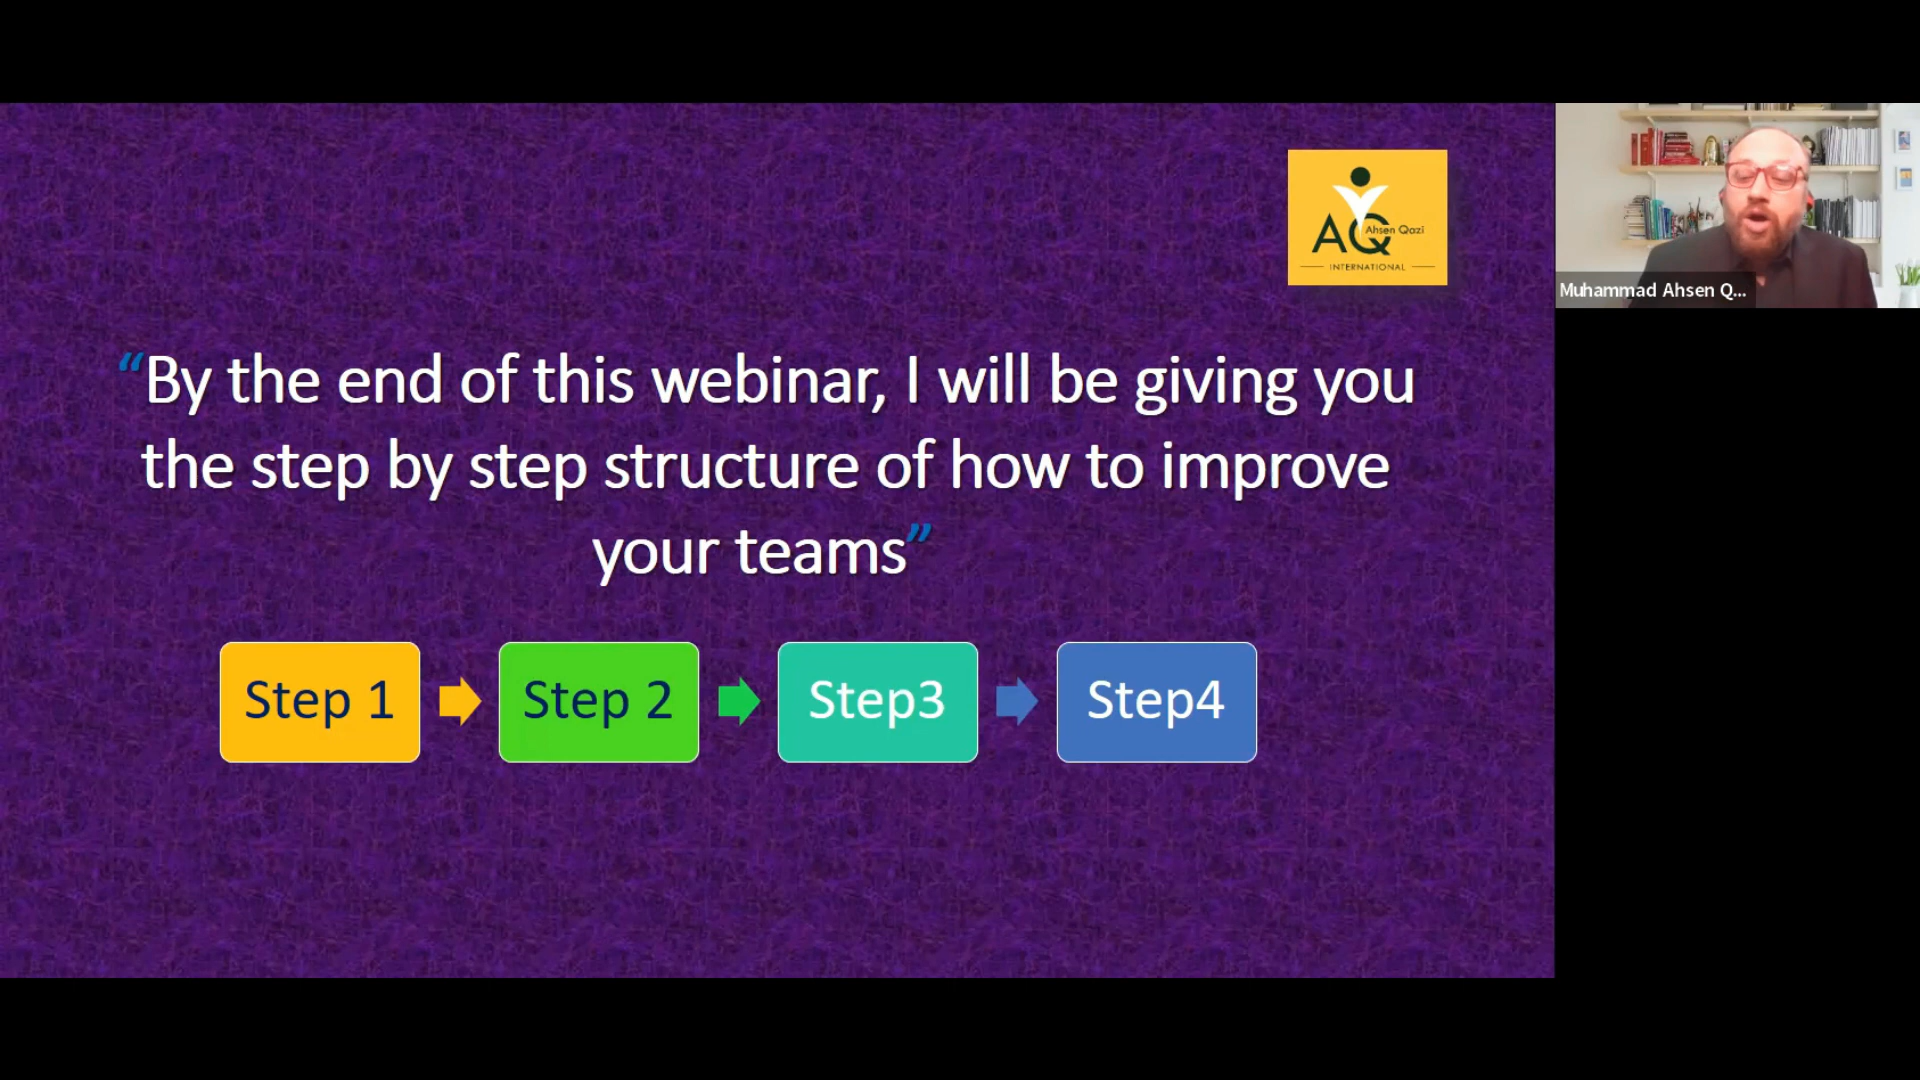 AQ
Ahsen Qazi
INTERNATIONAL
Muhammad Ahsen Q...
“By the end of this webinar, I will be giving you
the step by step structure of how to improve
your teams”
Step 1
Step 2
Step3
Step4